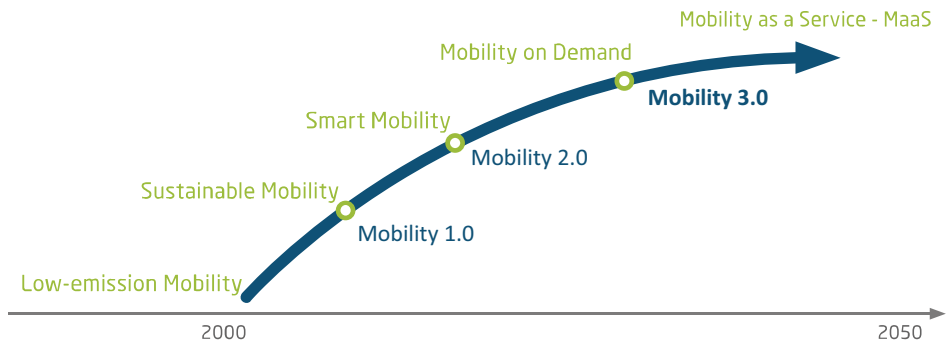 Mobility as a Service - MaaS
Mobility on Demand
Mobility 3.0
Smart Mobility
Mobility 2.0
Sustainable Mobility
Mobility 1.0
Low-emission Mobility
2000
2050